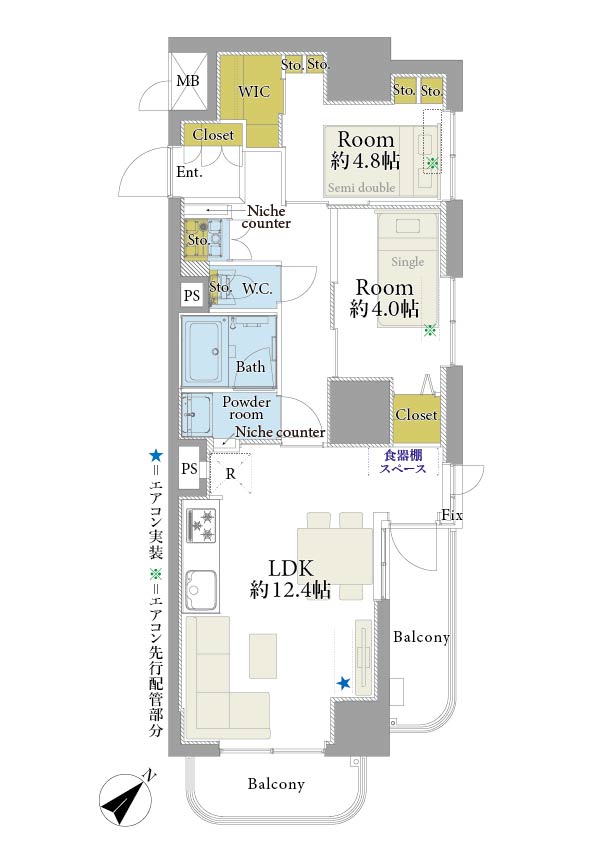 MB
WIC
Sto.
Sto.
Sto.
Sto.
Closet
Ent.
Room
約4.8帖
※
Semi double
Niche
counter
Sto.
Sto.
W.C.
PS
Single
Room
約4.0帖
※
Bath
Powder
room
Closet
Niche counter
PS
R
食器棚
スペース
Fix
★=エアコン実装 ※=エアコン先行配管部分
LDK
約12.4帖
★
Balcony
Balcony
N